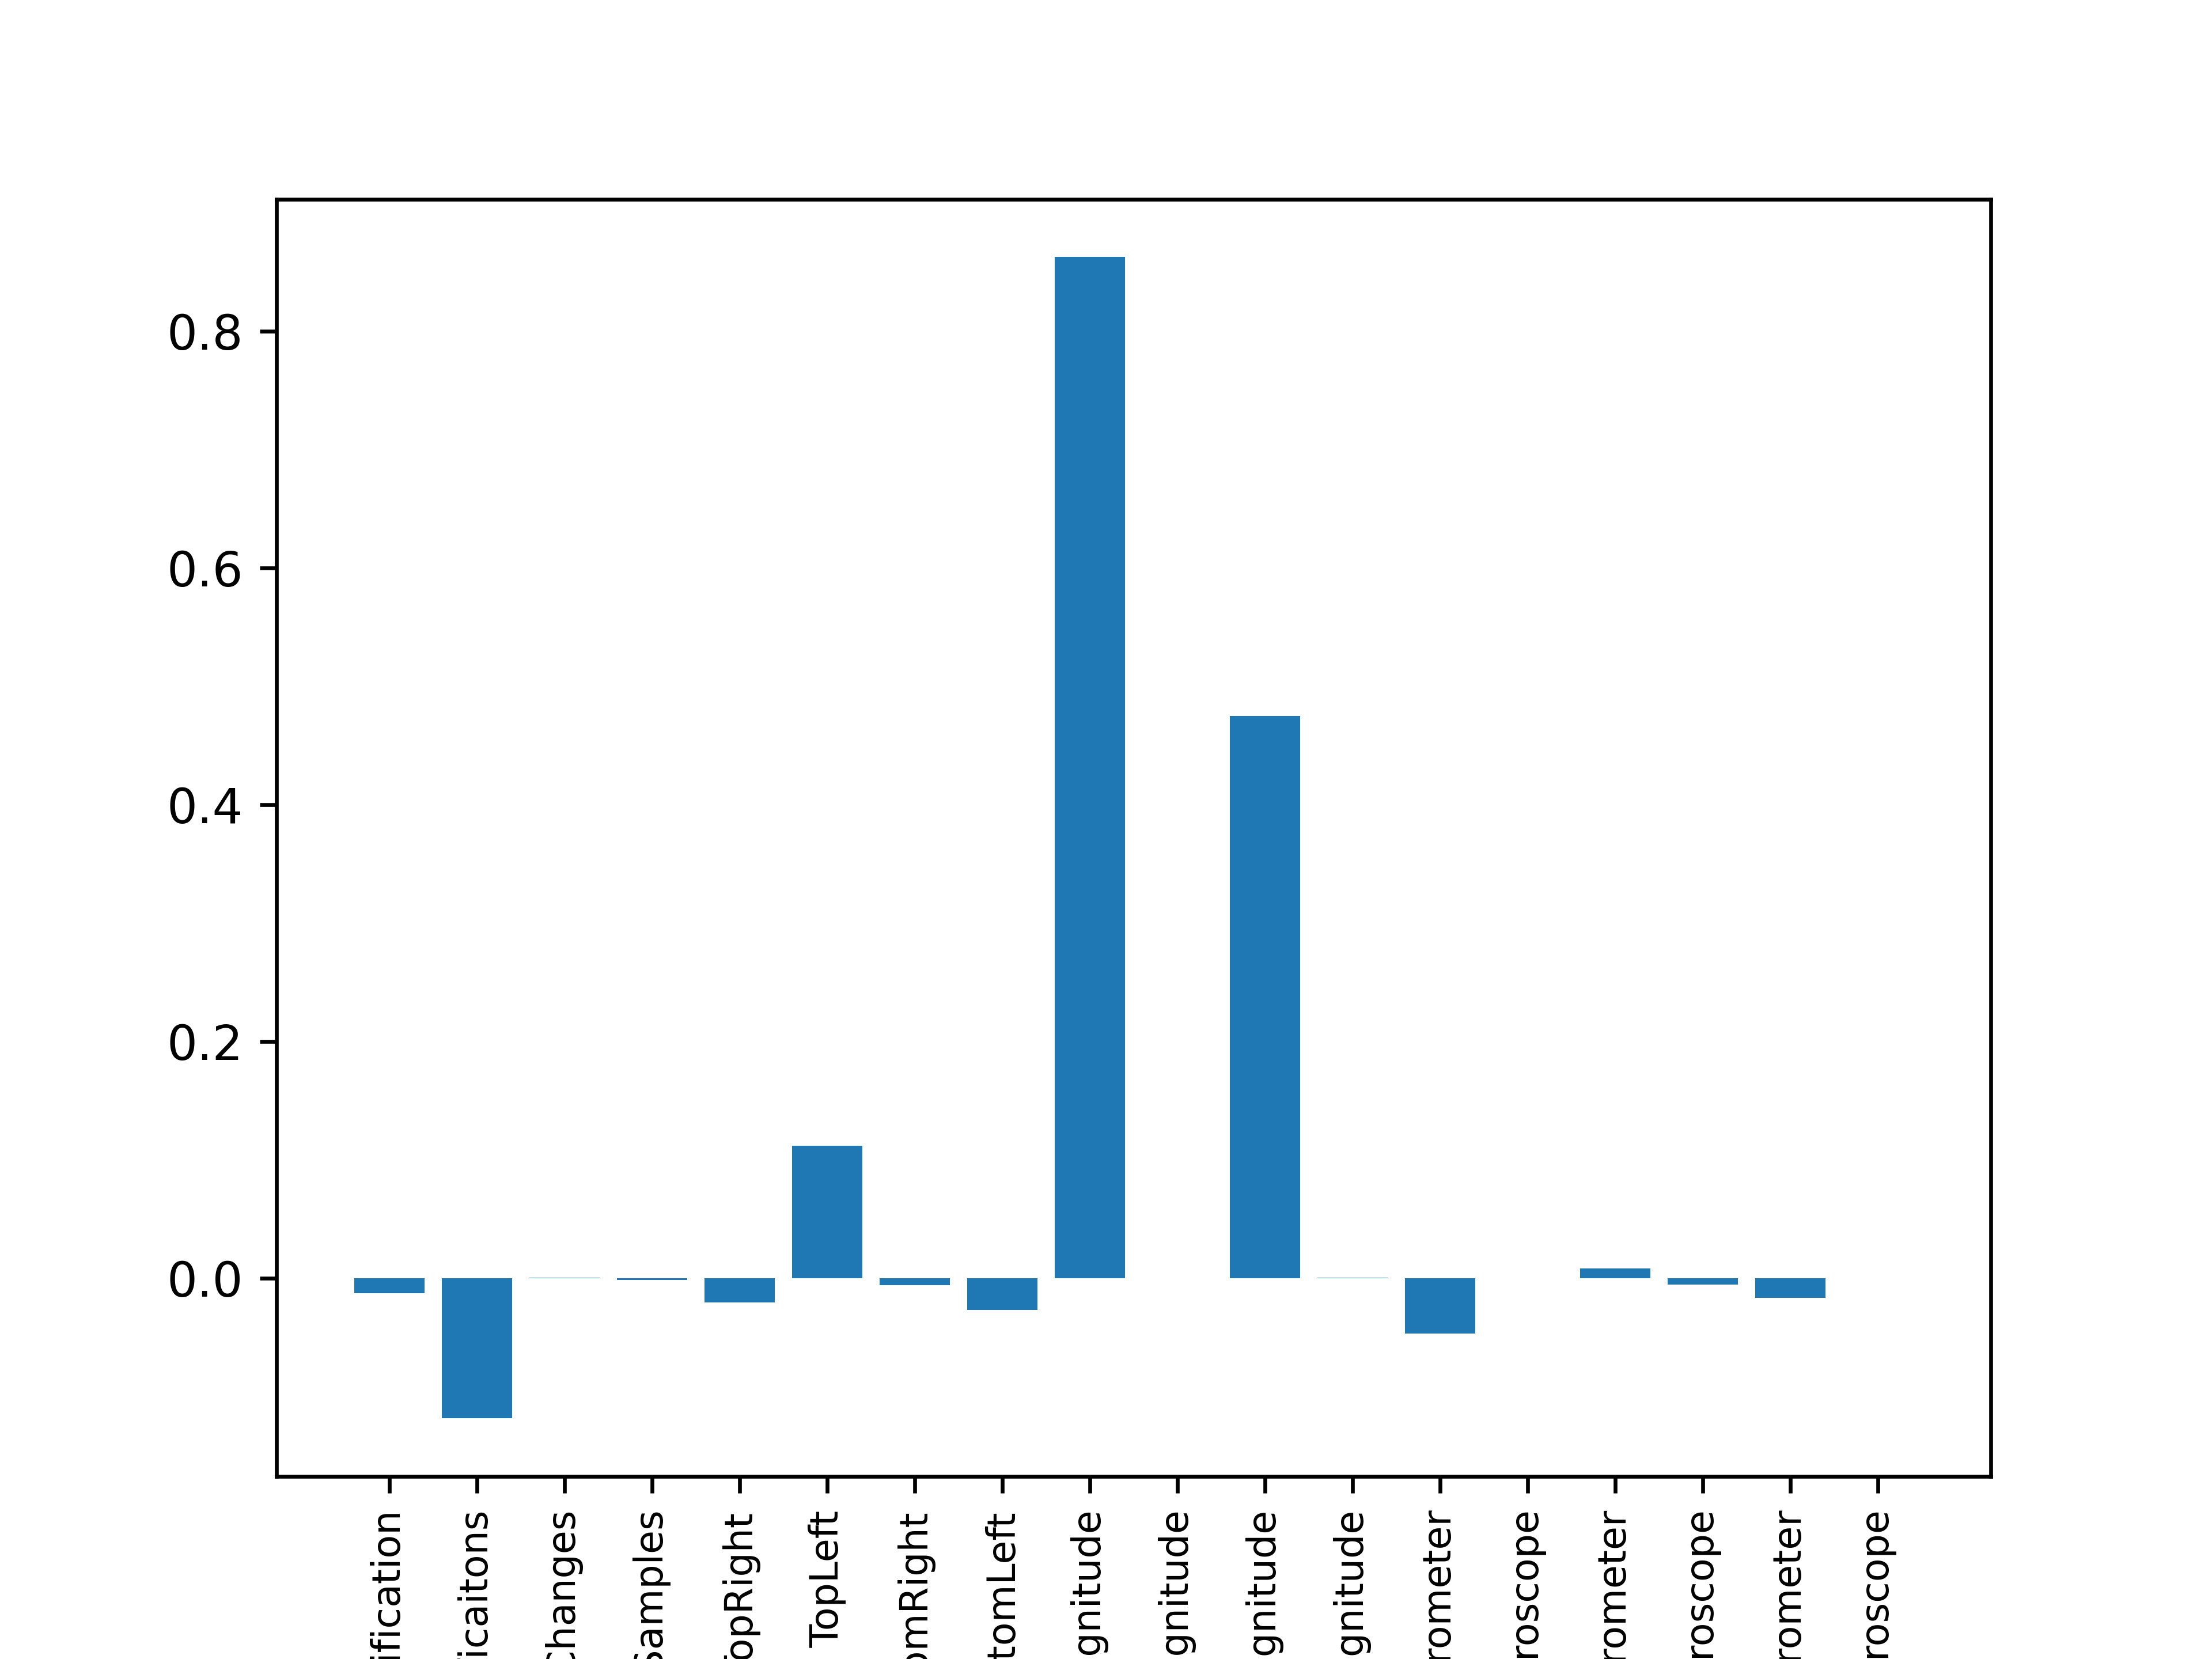 0.8
0.6
0.4
0.2
0.0
ification
icaitons
Changes
Samples
TopRight
TopLeft
omRight
tomLeft
gnitude
gnitude
gnitude
gnitude
rometer
roscope
rometer
roscope
rometer
roscope